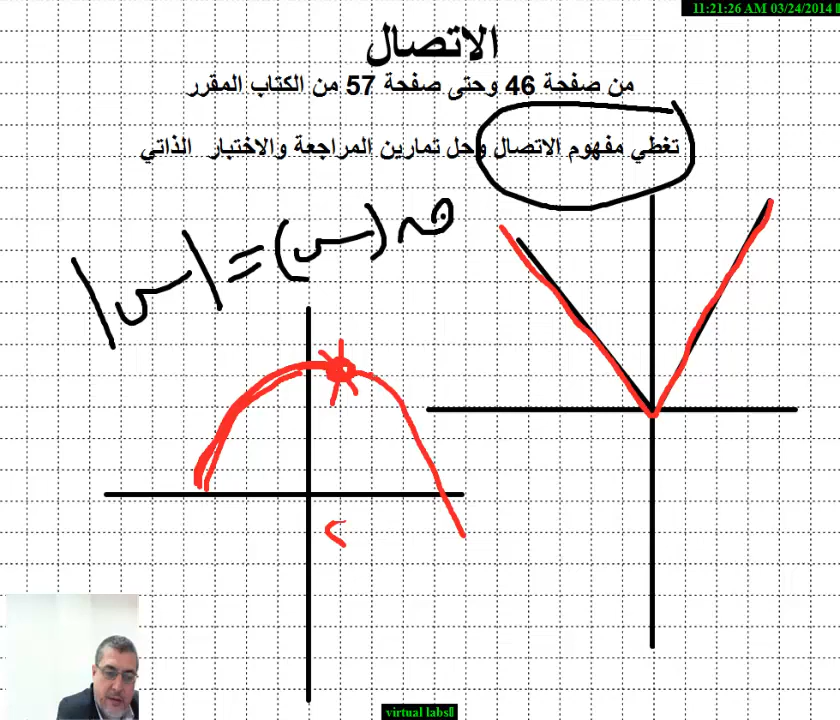 11:21:26 AM 03/24/2014
الاتصال
من صفحة 46 وحتى صفحة 57 من الكتاب المقرر
تغطي مفهوم الاتصال وحل تمارين المراجعة والاختبار الذاتي
ق(س) = |س|
virtual labs